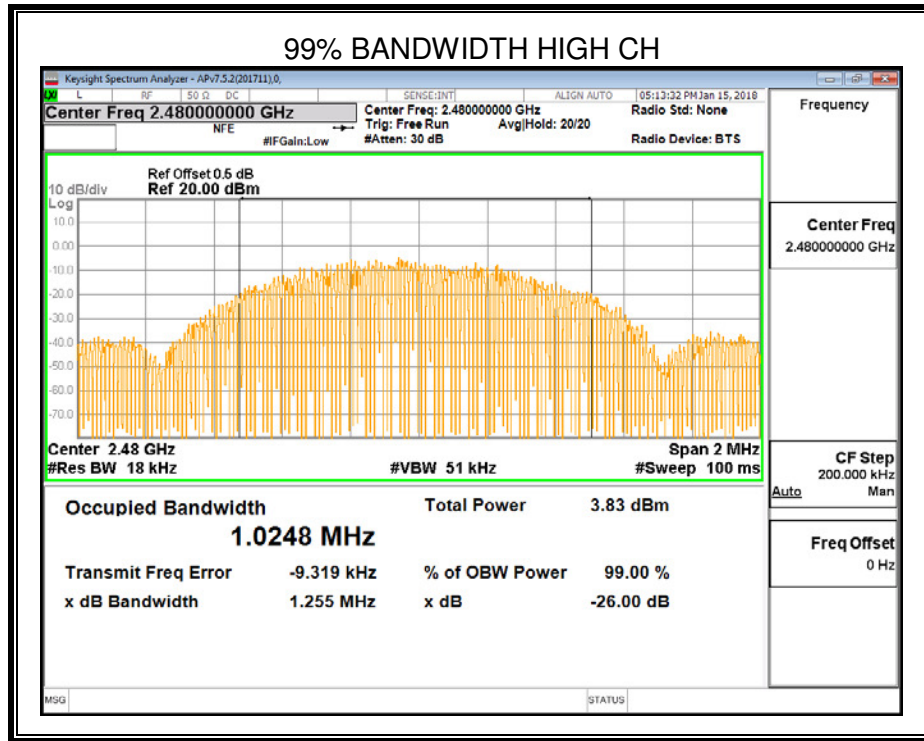 99% BANDWIDTH HIGH CH
Keysight Spectrum Analyzer - APv7.5.2(201711),0,
L RF 50 Ω DC SENSE:INT ALIGN AUTO 05:13:32 PM Jan 15, 2018
Center Freq 2.480000000 GHz
NFE
#IFGain:Low
Center Freq: 2.480000000 GHz
Trig: Free Run Avg|Hold: 20/20
#Atten: 30 dB
Radio Std: None
Radio Device: BTS
Frequency
Ref Offset 0.5 dB
10 dB/div Ref 20.00 dBm
Log
10.0
0.00
-10.0
-20.0
-30.0
-40.0
-50.0
-60.0
-70.0
Center 2.48 GHz Span 2 MHz
#Res BW 18 kHz #VBW 51 kHz #Sweep 100 ms
Occupied Bandwidth Total Power 3.83 dBm
1.0248 MHz
Transmit Freq Error -9.319 kHz % of OBW Power 99.00 %
x dB Bandwidth 1.255 MHz x dB -26.00 dB
Center Freq
2.480000000 GHz
CF Step
200.000 kHz
Auto Man
Freq Offset
0 Hz
MSG STATUS